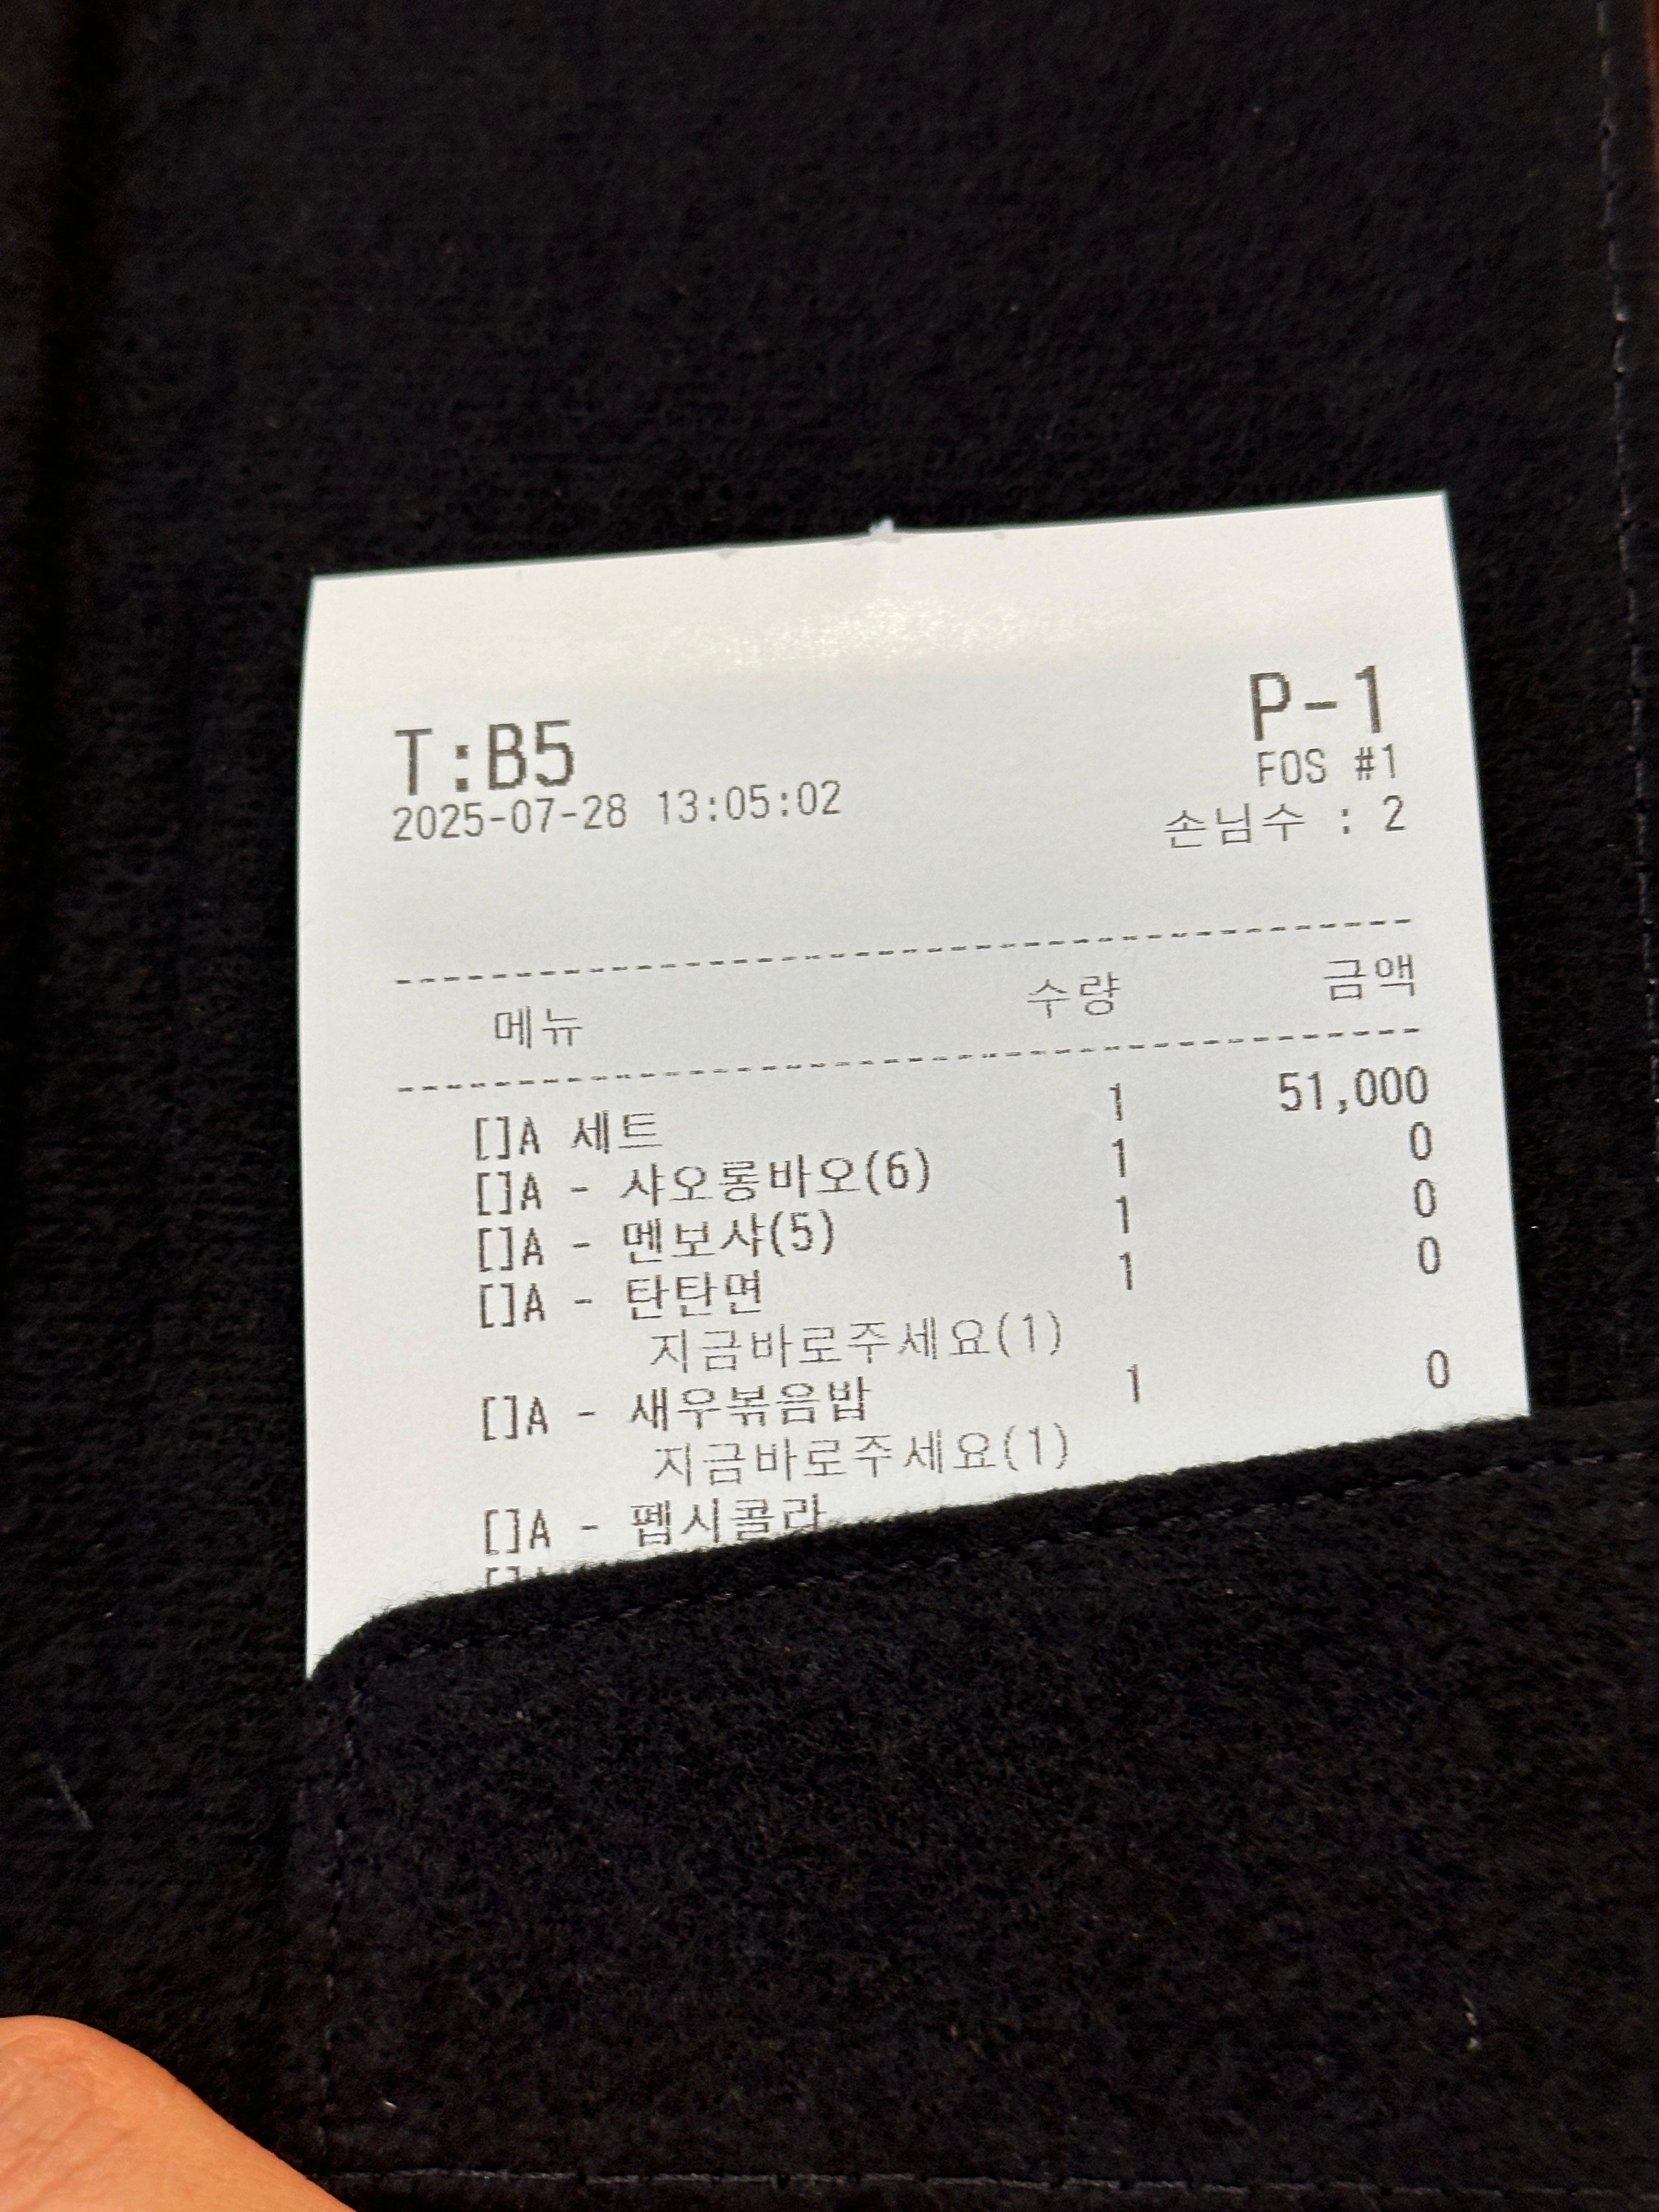 T:B5 P-1
FOS #1
2025-07-28 13:05:02 손님수 : 2
메뉴 수량 금액
[]A 세트 1 51,000
[]A - 샤오롱바오(6) 1 0
[]A - 멘보샤(5) 1 0
[]A - 탄탄면 1 0
지금바로주세요(1)
[]A - 새우볶음밥 1 0
지금바로주세요(1)
[]A - 펩시콜라